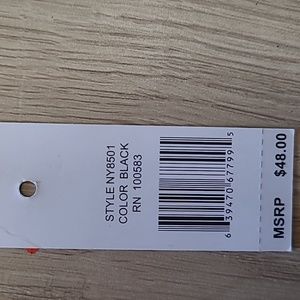 STYLE NY8501
COLOR BLACK
RN 100583
6 39470 67799 5
MSRP $48.00